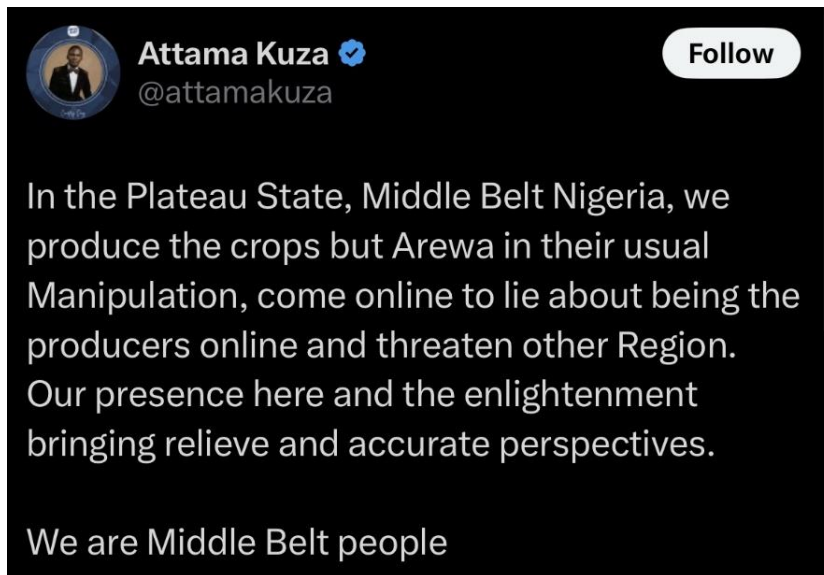 Attama Kuza
Follow
@attamakuza
In the Plateau State, Middle Belt Nigeria, we
produce the crops but Arewa in their usual
Manipulation, come online to lie about being the
producers online and threaten other Region.
Our presence here and the enlightenment
bringing relieve and accurate perspectives.
We are Middle Belt people